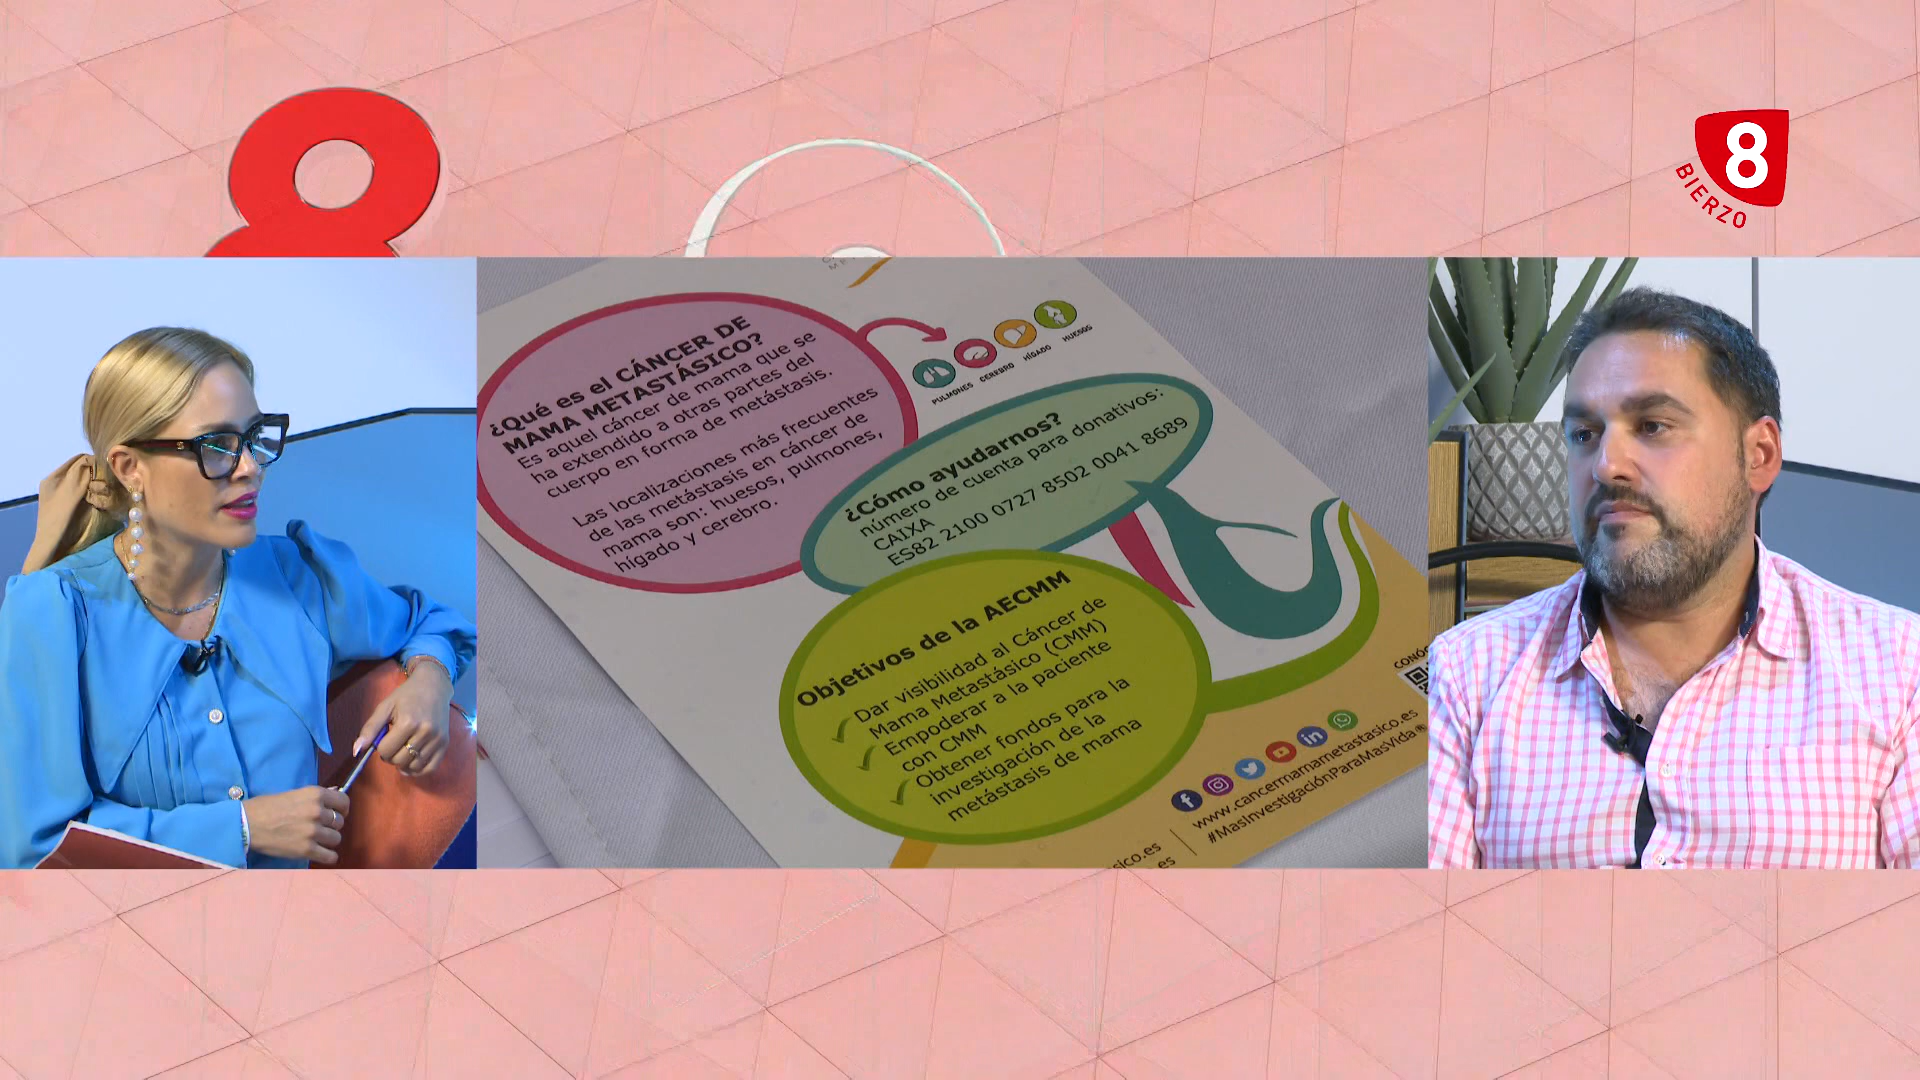 8
8
BIERZO
¿Qué es el CÁNCER DE
MAMA METASTÁSICO?
Es aquel cáncer de mama que se
ha extendido a otras partes del
cuerpo en forma de metástasis.
Las localizaciones más frecuentes
de las metástasis en cáncer de
mama son: huesos, pulmones,
hígado y cerebro.
PULMONES CEREBRO HÍGADO HUESOS
¿Cómo ayudarnos?
número de cuenta para donativos:
CAIXA
ES82 2100 0727 8502 0041 8689
Objetivos de la AECMM
Dar visibilidad al Cáncer de
Mama Metastásico (CMM)
Empoderar a la paciente
con CMM
Obtener fondos para la
investigación de la
metástasis de mama
www.cancermamametastasico.es
#MasInvestigaciónParaMasVida®
sico.es